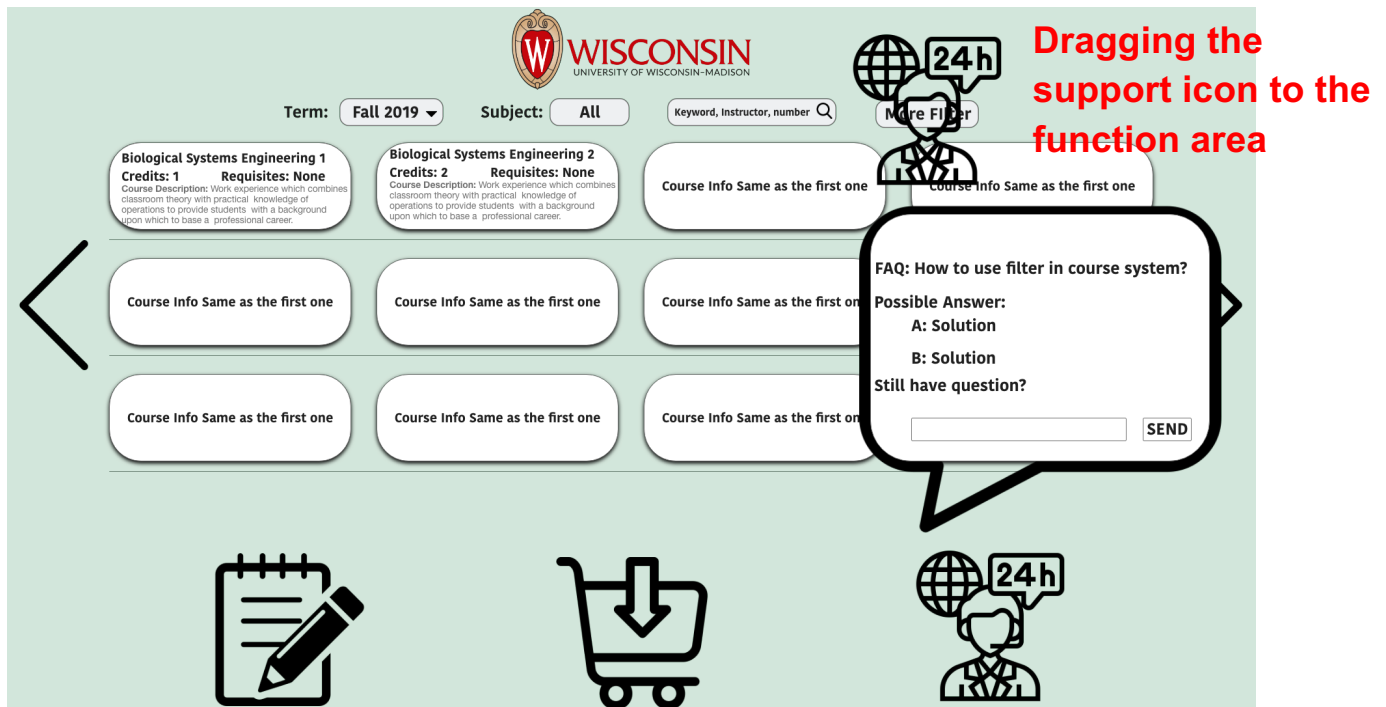 WISCONSIN
UNIVERSITY OF WISCONSIN-MADISON
24h
Dragging the
support icon to the
function area
Term: Fall 2019 Subject: All Keyword, Instructor, number More FIlter
Biological Systems Engineering 1
Credits: 1 Requisites: None
Course Description: Work experience which combines
classroom theory with practical knowledge of
operations to provide students with a background
upon which to base a professional career.
Biological Systems Engineering 2
Credits: 2 Requisites: None
Course Description: Work experience which combines
classroom theory with practical knowledge of
operations to provide students with a background
upon which to base a professional career.
Course Info Same as the first one
Course Info Same as the first one
FAQ: How to use filter in course system?
Possible Answer:
A: Solution
B: Solution
Still have question?
SEND
Course Info Same as the first one
Course Info Same as the first one
Course Info Same as the first on
Course Info Same as the first one
Course Info Same as the first one
Course Info Same as the first on
24h